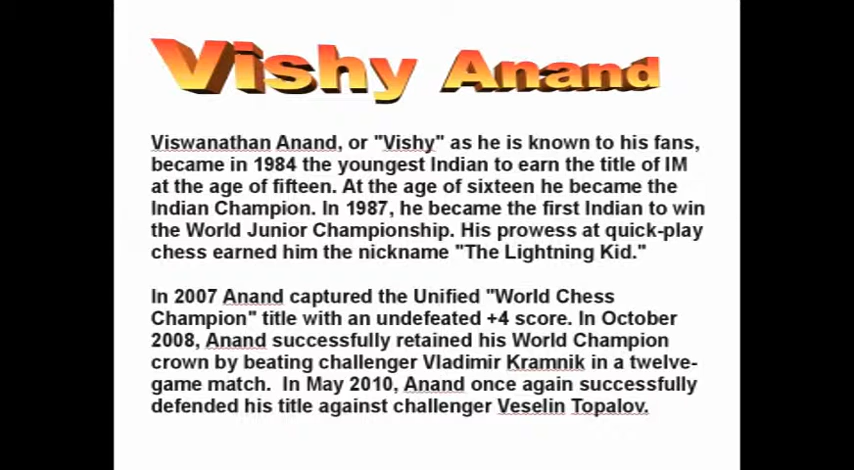 Vishy Anand
Viswanathan Anand, or "Vishy" as he is known to his fans,
became in 1984 the youngest Indian to earn the title of IM
at the age of fifteen. At the age of sixteen he became the
Indian Champion. In 1987, he became the first Indian to win
the World Junior Championship. His prowess at quick-play
chess earned him the nickname "The Lightning Kid."
In 2007 Anand captured the Unified "World Chess
Champion" title with an undefeated +4 score. In October
2008, Anand successfully retained his World Champion
crown by beating challenger Vladimir Kramnik in a twelve-
game match.  In May 2010, Anand once again successfully
defended his title against challenger Veselin Topalov.